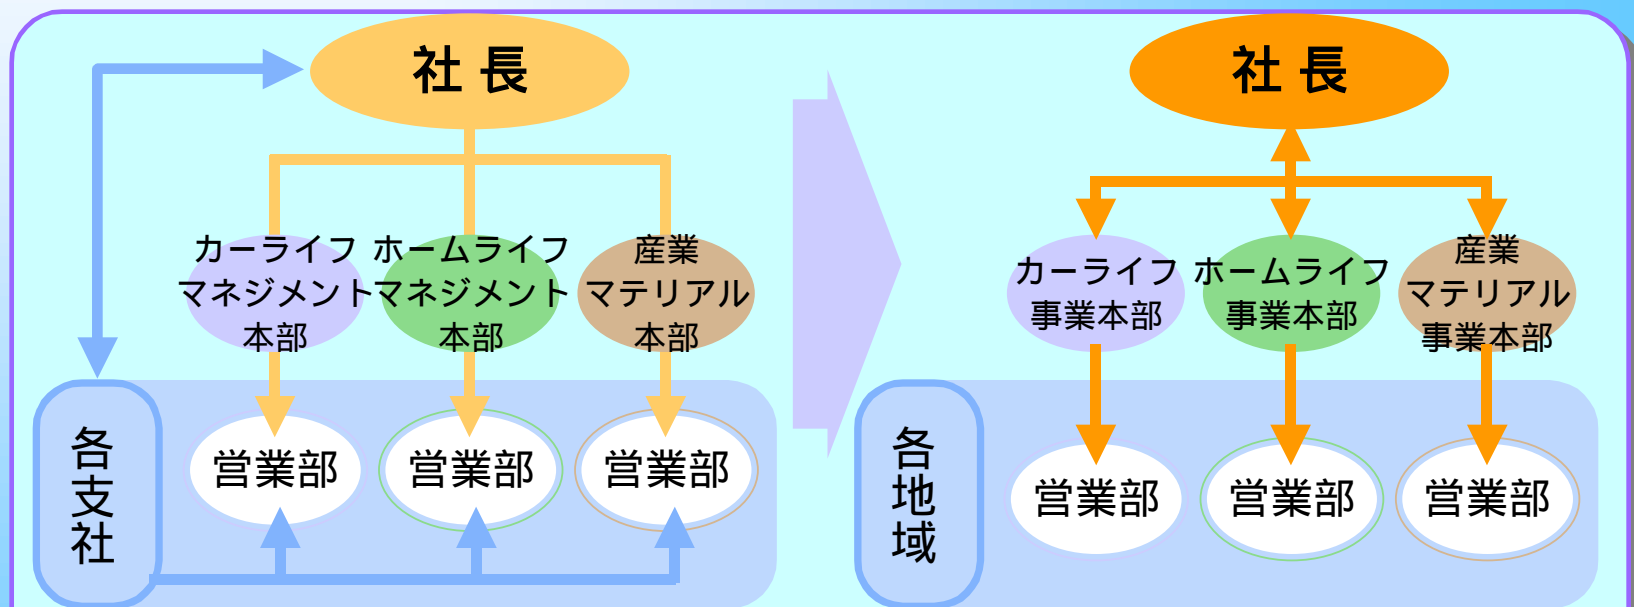 社 長
カーライフ
マネジメント
本部
ホームライフ
マネジメント
本部
産業
マテリアル
本部
各支社
営業部
営業部
営業部
社 長
カーライフ
事業本部
ホームライフ
事業本部
産業
マテリアル
事業本部
各地域
営業部
営業部
営業部